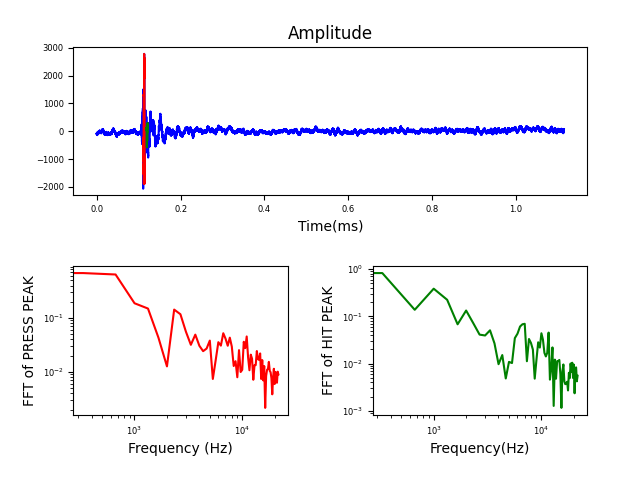 Amplitude
3000
2000
1000
0
−1000
−2000
0.0 0.2 0.4 0.6 0.8 1.0
Time(ms)
FFT of PRESS PEAK
10⁻¹
10⁻²
10³ 10⁴
Frequency (Hz)
FFT of HIT PEAK
10⁰
10⁻¹
10⁻²
10⁻³
10³ 10⁴
Frequency(Hz)